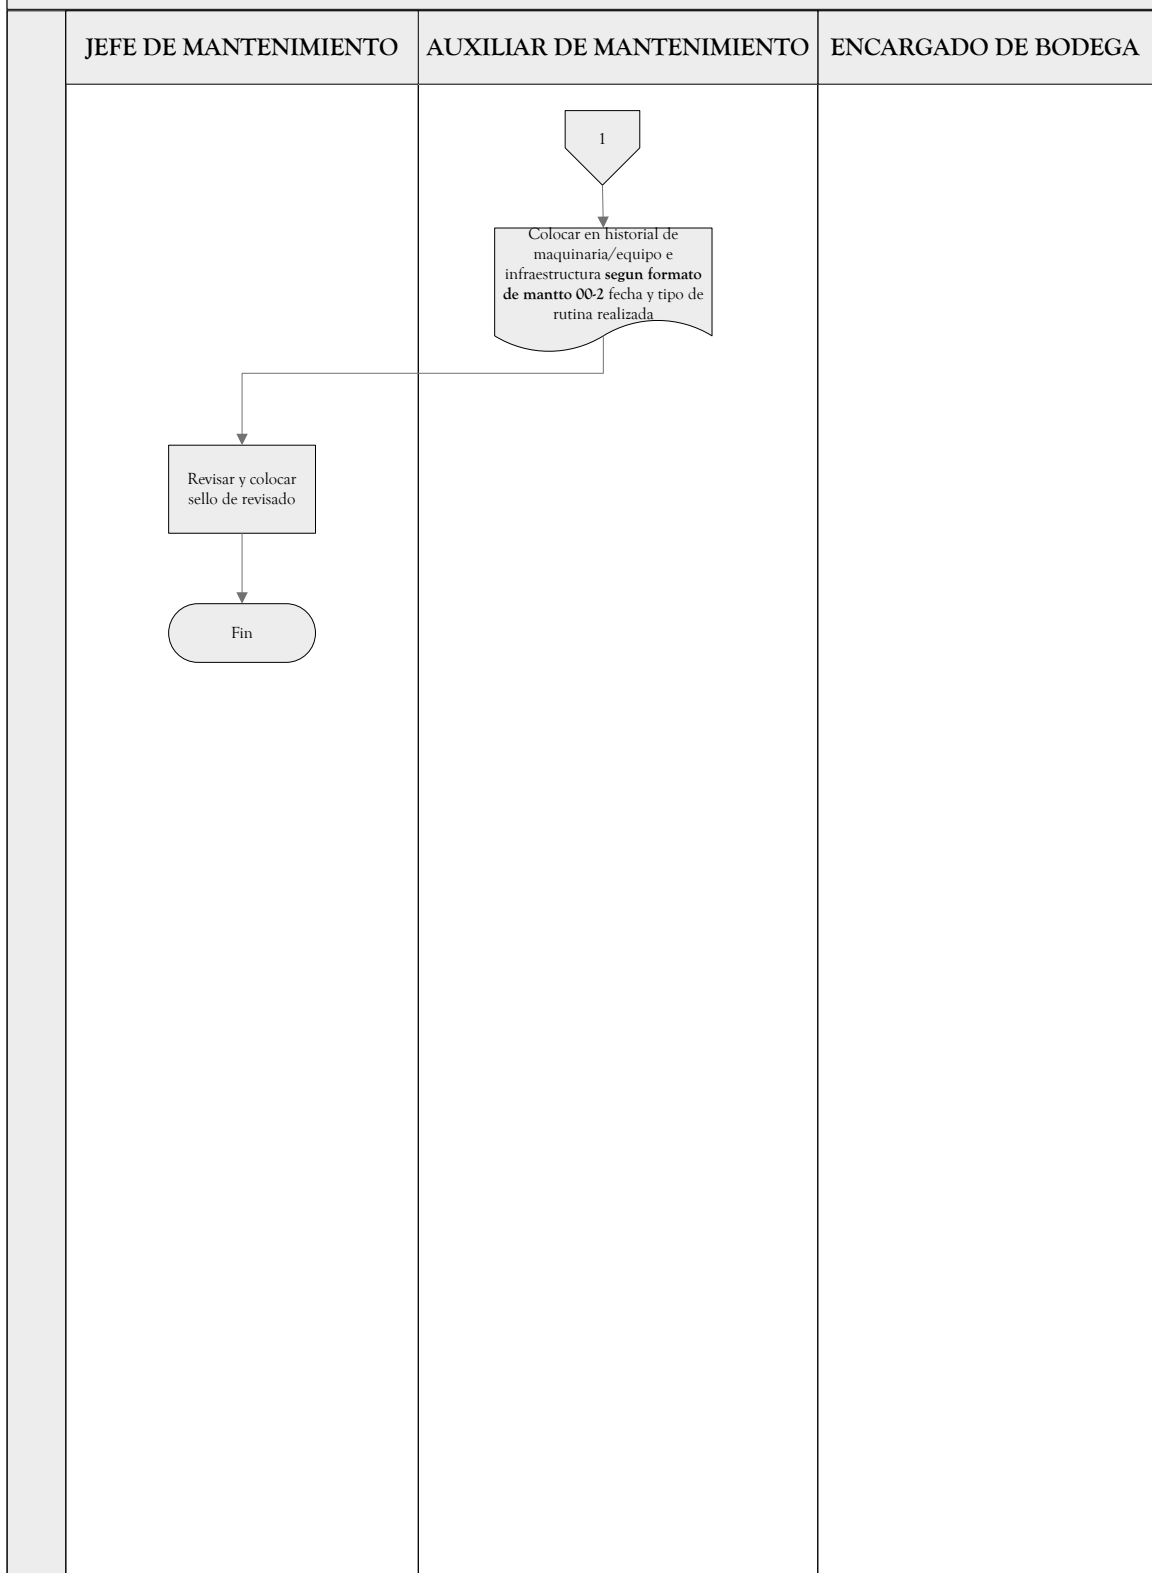 JEFE DE MANTENIMIENTO
AUXILIAR DE MANTENIMIENTO
ENCARGADO DE BODEGA
1
Colocar en historial de
maquinaria/equipo e
infraestructura segun formato
de mantto 00-2 fecha y tipo de
rutina realizada
Revisar y colocar
sello de revisado
Fin